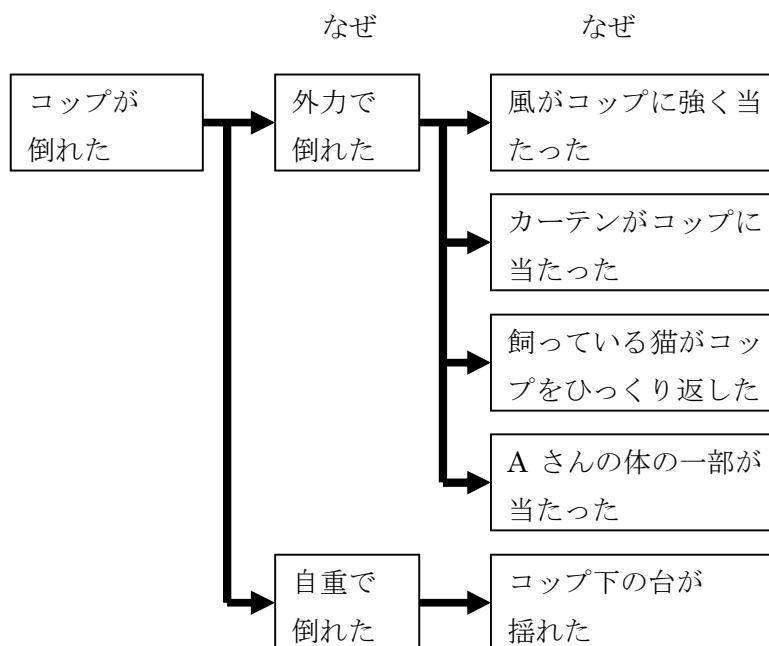 なぜ
なぜ
コップが
倒れた
外力で
倒れた
風がコップに強く当
たった
カーテンがコップに
当たった
飼っている猫がコッ
プをひっくり返した
A さんの体の一部が
当たった
自重で
倒れた
コップ下の台が
揺れた